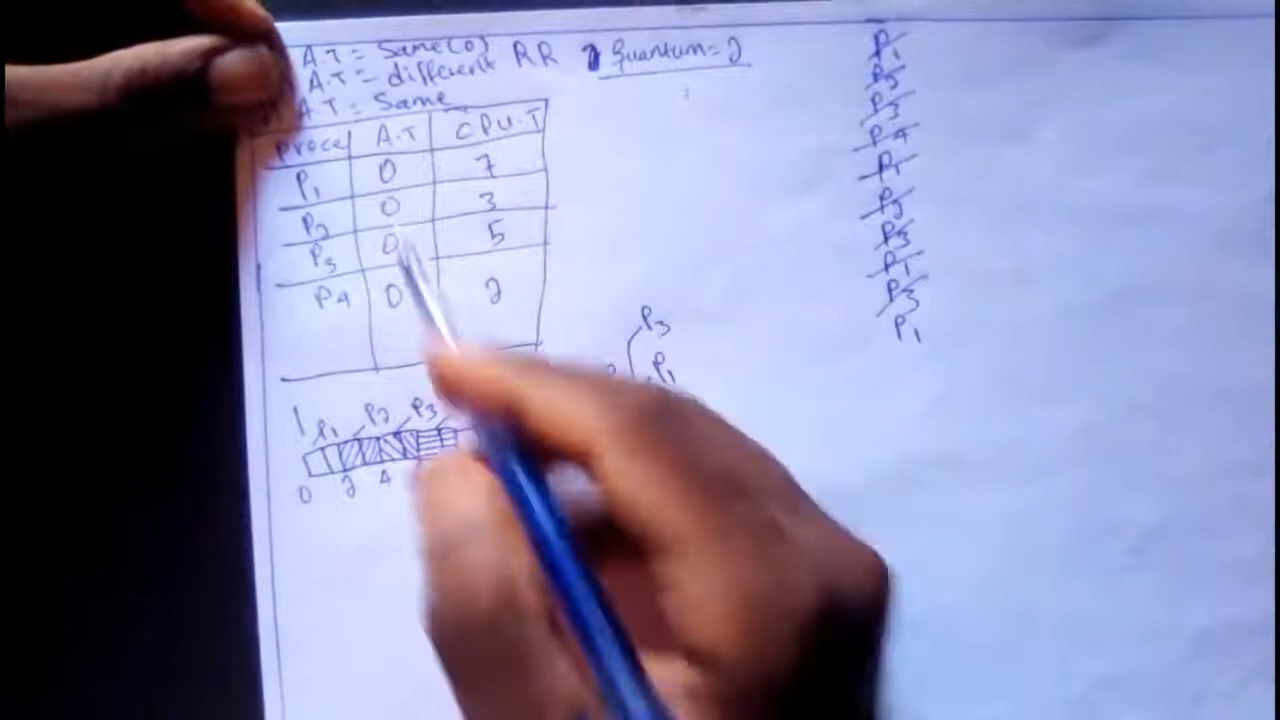 A.T = Same(0)
A.T = different RR Quantum = 2
A.T = Same
Proce A.T CPU.T
P1 0 7
P2 0 3
P3 0 5
P4 0 2
P3
P1
P1 P2 P3
0 2 4
P1
P2
P3
P4
P1
P2
P3
P1
P3
P1